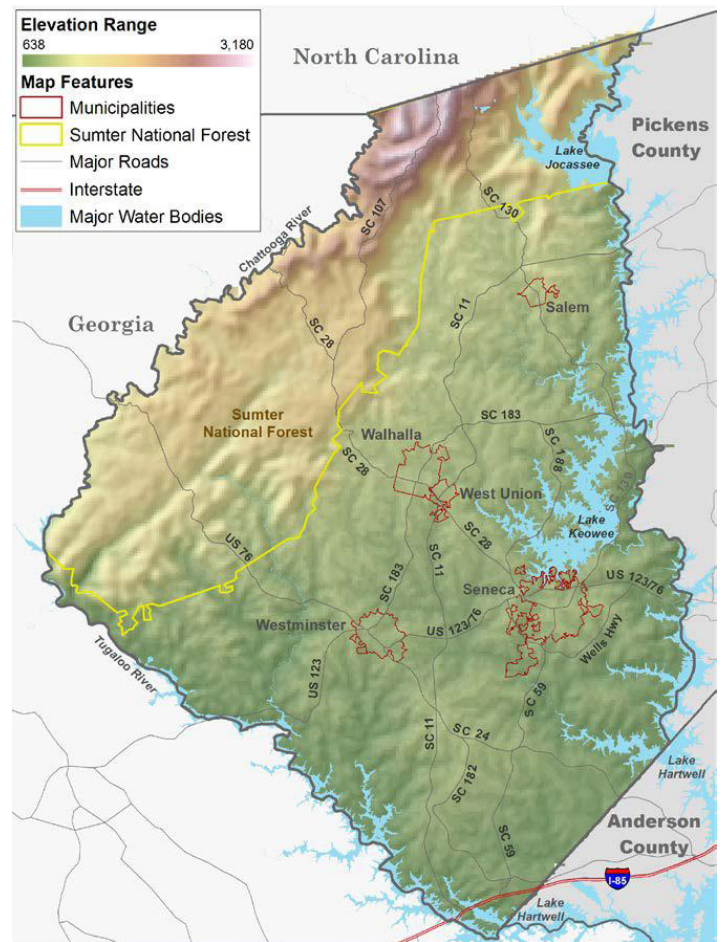 Elevation Range
638 3,180
Map Features
Municipalities
Sumter National Forest
Major Roads
Interstate
Major Water Bodies
North Carolina
Pickens
County
Lake
Jocassee
SC 130
SC 107
Chattooga River
Georgia
SC 28
SC 11
Salem
Sumter
National Forest
Walhalla
SC 183
SC 188
SC 130
SC 28
West Union
Lake
Keowee
US 76
SC 11
SC 28
SC 183
Seneca
US 123/76
Westminster
US 123/76
Wells Hwy
Tugaloo River
US 123
SC 59
SC 11
SC 24
SC 182
Lake
Hartwell
SC 59
Anderson
County
I-85
Lake
Hartwell